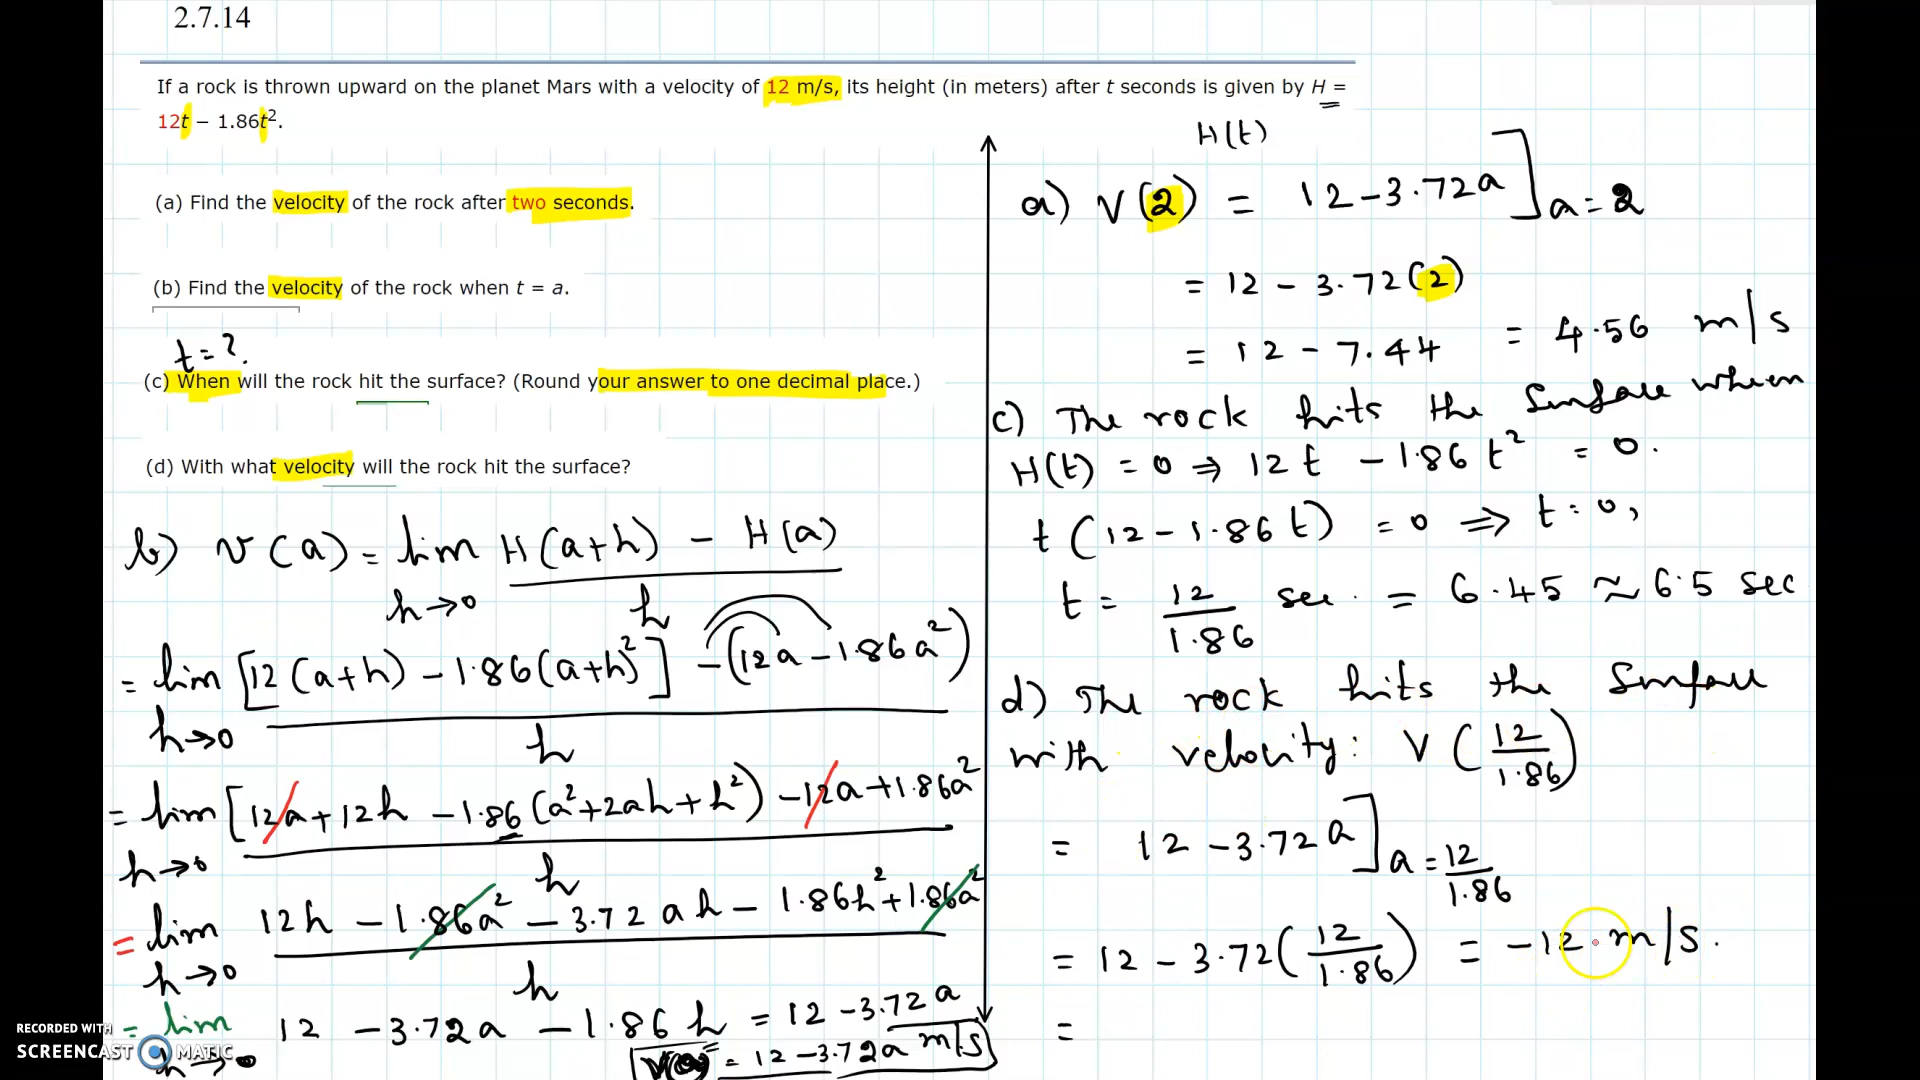 2.7.14
If a rock is thrown upward on the planet Mars with a velocity of 12 m/s, its height (in meters) after t seconds is given by H =
12t − 1.86t².
H(t)
(a) Find the velocity of the rock after two seconds.
(b) Find the velocity of the rock when t = a.
t = ?.
(c) When will the rock hit the surface? (Round your answer to one decimal place.)
(d) With what velocity will the rock hit the surface?
b) v(a) = lim H(a+h) − H(a)
h→0 h
= lim [12(a+h) − 1.86(a+h)²] − (12a − 1.86a²)
h→0 h
= lim [12a + 12h − 1.86(a² + 2ah + h²) − 12a + 1.86a²
h→0 h
= lim 12h − 1.86a² − 3.72ah − 1.86h² + 1.86a²
h→0 h
= lim 12 − 3.72a − 1.86h = 12 − 3.72a
h→0 = 12 − 3.72a m/s
a) V(2) = 12 − 3.72a] a = 2
= 12 − 3.72(2)
= 12 − 7.44 = 4.56 m/s
c) The rock hits the Surface when
H(t) = 0 ⇒ 12t − 1.86t² = 0.
t(12 − 1.86t) = 0 ⇒ t = 0,
t = 12/1.86 sec. = 6.45 ≈ 6.5 sec
d) The rock hits the Surface
with velocity: V(12/1.86)
= 12 − 3.72a] a = 12/1.86
= 12 − 3.72(12/1.86) = −12 m/s.
=
RECORDED WITH
SCREENCAST MATIC